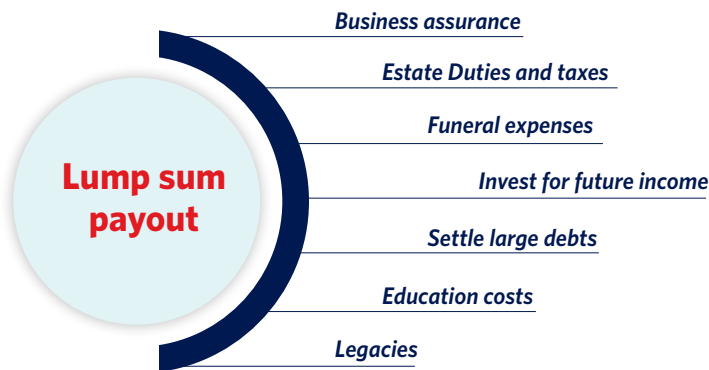 Business assurance
Estate Duties and taxes
Funeral expenses
Lump sum
payout
Invest for future income
Settle large debts
Education costs
Legacies